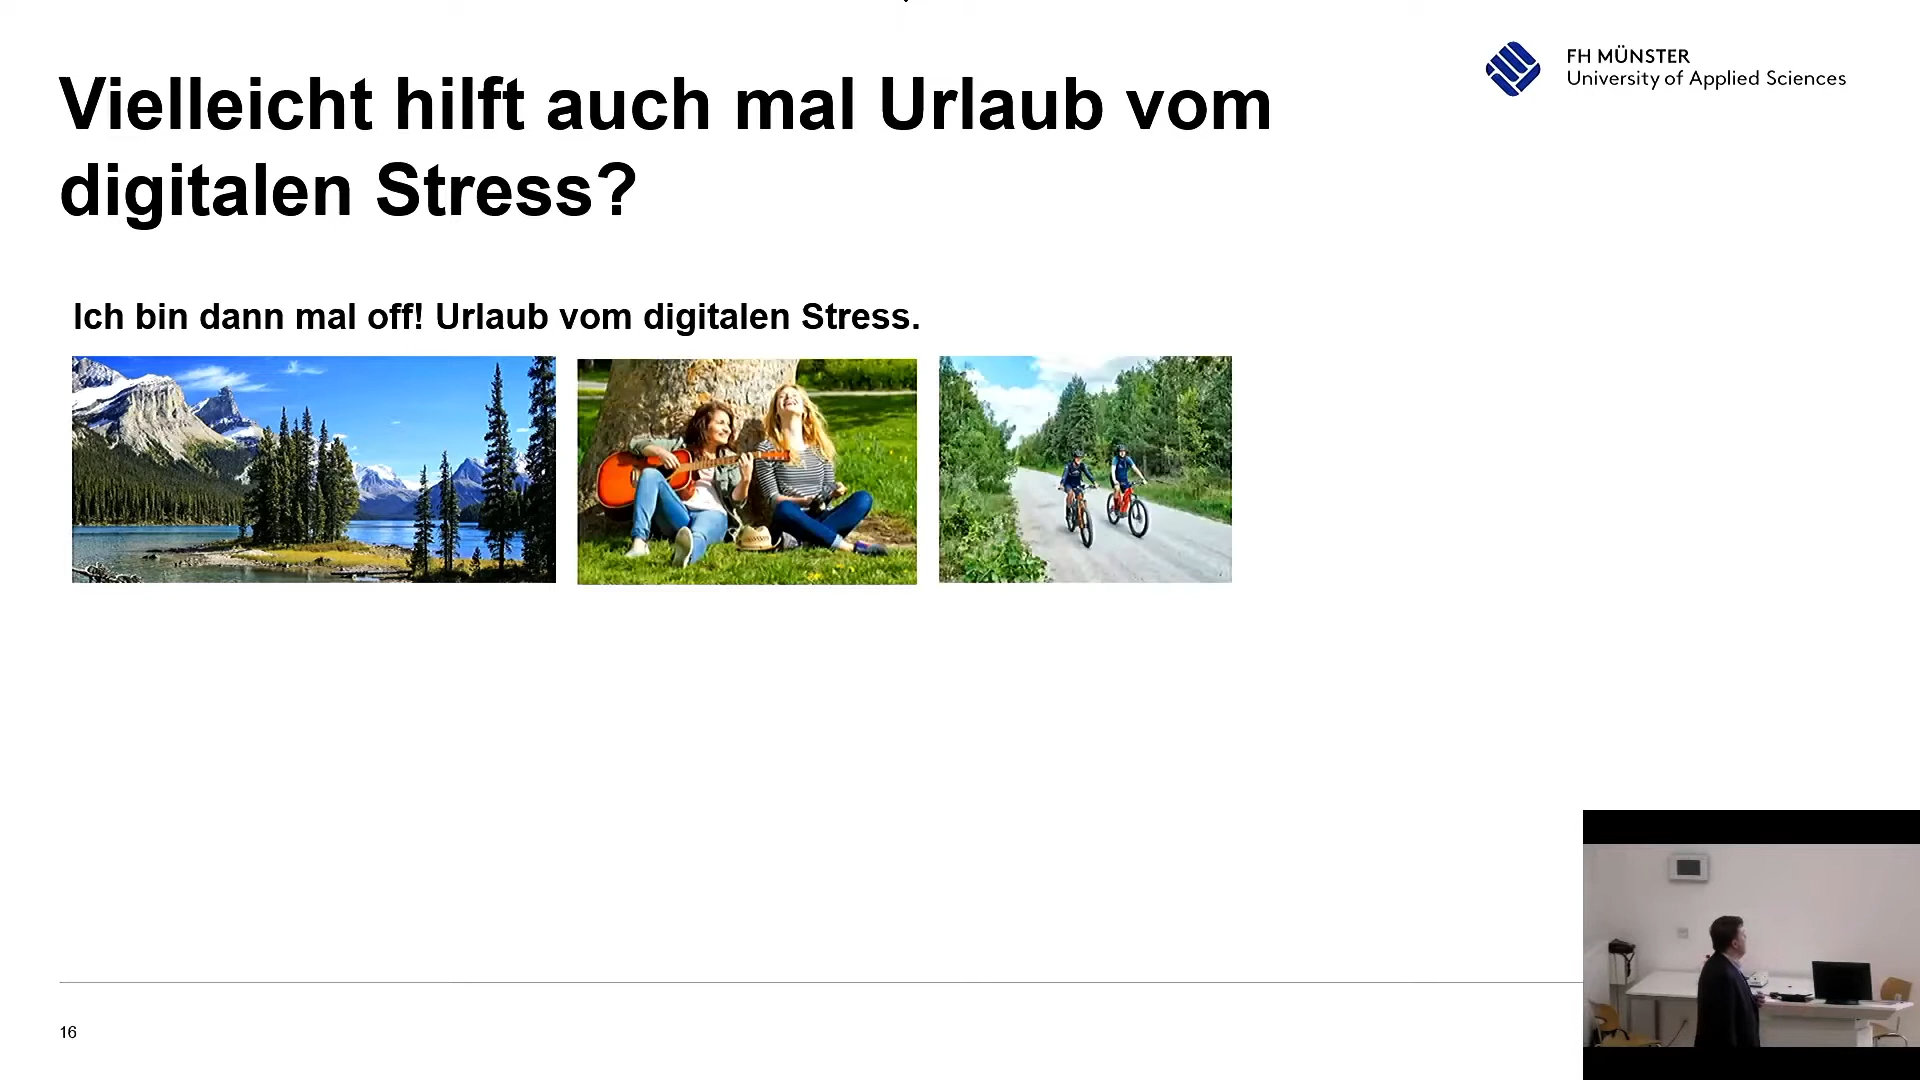 Vielleicht hilft auch mal Urlaub vom
digitalen Stress?
FH MÜNSTER
University of Applied Sciences
Ich bin dann mal off! Urlaub vom digitalen Stress.
16